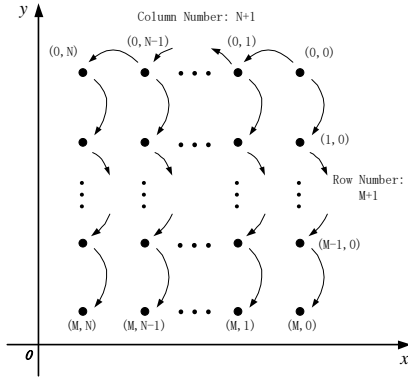 y
Column Number: N+1
(0,N)
(0,N-1)
(0,1)
(0,0)
(1,0)
Row Number:
M+1
(M-1,0)
(M,N)
(M,N-1)
(M,1)
(M,0)
0
x